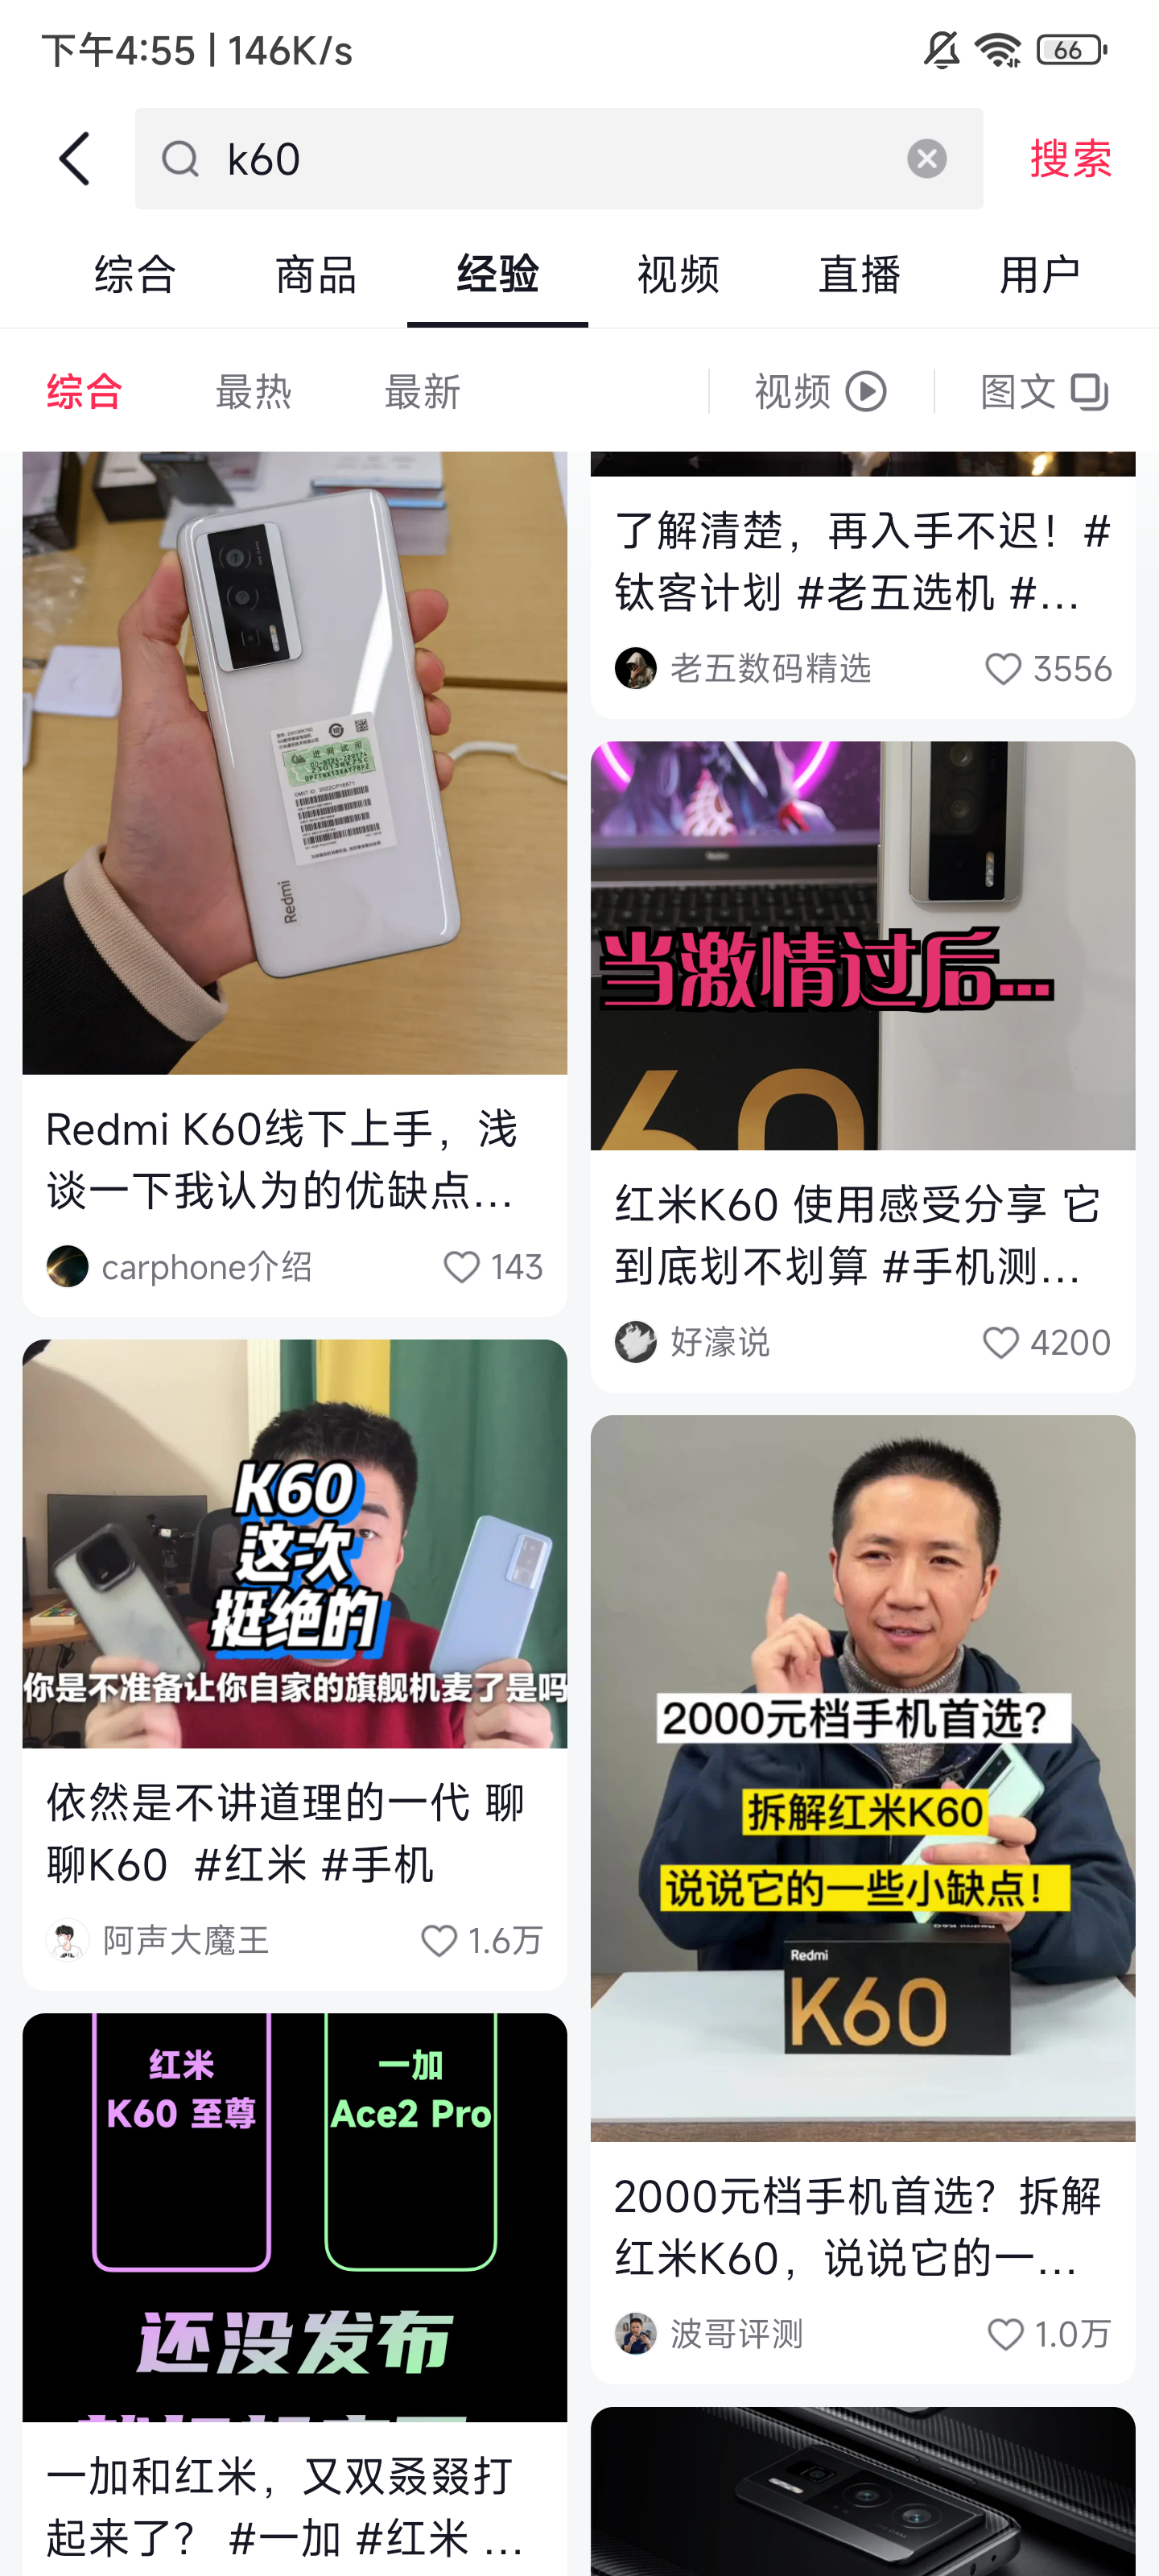 下午4:55 | 146K/s
66
k60
搜索
综合
商品
经验
视频
直播
用户
综合
最热
最新
视频
图文
进网试用
Redmi
Redmi K60线下上手，浅
谈一下我认为的优缺点...
carphone介绍
143
K60
这次
挺绝的
你是不准备让你自家的旗舰机麦了是吗
依然是不讲道理的一代 聊
聊K60 #红米 #手机
阿声大魔王
1.6万
红米
K60 至尊
一加
Ace2 Pro
还没发布
一加和红米，又双叒叕打
起来了？ #一加 #红米 ...
了解清楚，再入手不迟！#
钛客计划 #老五选机 #...
老五数码精选
3556
当激情过后...
60
红米K60 使用感受分享 它
到底划不划算 #手机测...
好濠说
4200
2000元档手机首选？
拆解红米K60
说说它的一些小缺点！
Redmi
K60
2000元档手机首选？拆解
红米K60，说说它的一...
波哥评测
1.0万